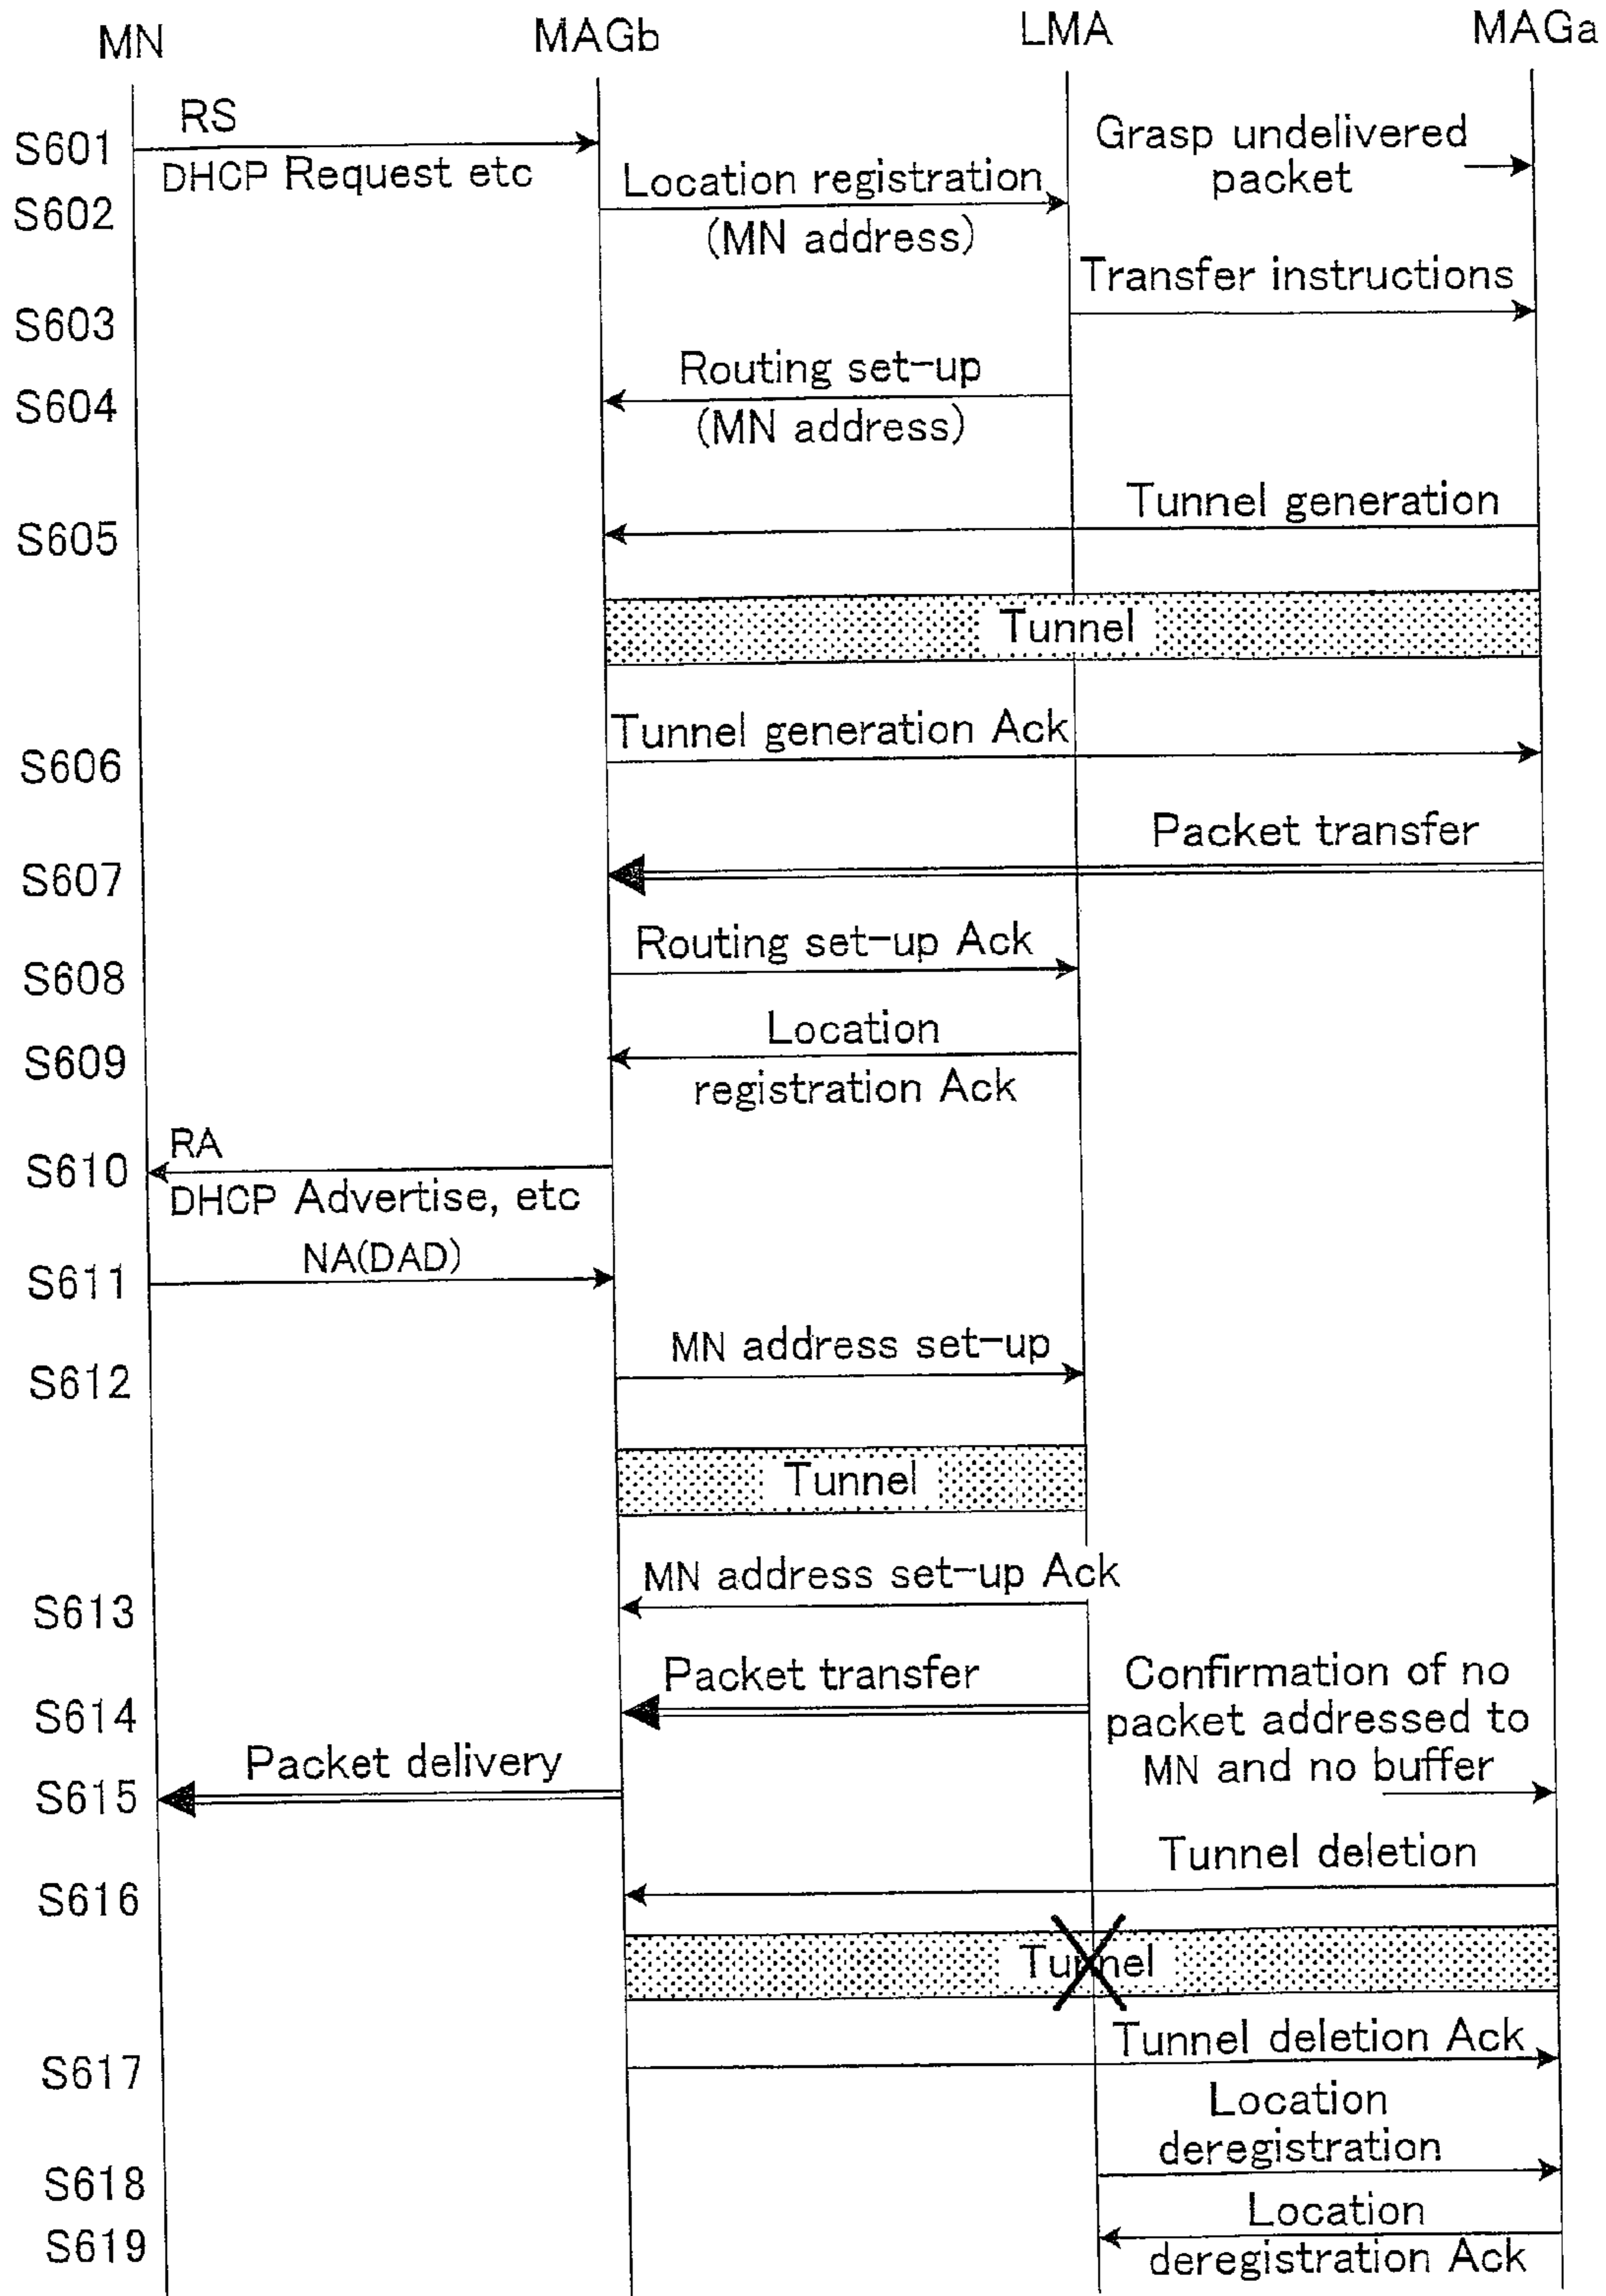 MN MAGb LMA MAGa
S601 RS
DHCP Request etc
Grasp undelivered
packet
S602 Location registration
(MN address)
S603 Transfer instructions
S604 Routing set-up
(MN address)
S605 Tunnel generation
Tunnel
S606 Tunnel generation Ack
S607 Packet transfer
S608 Routing set-up Ack
S609 Location
registration Ack
S610 RA
DHCP Advertise, etc
S611 NA(DAD)
S612 MN address set-up
Tunnel
S613 MN address set-up Ack
S614 Packet transfer
Confirmation of no
packet addressed to
MN and no buffer
S615 Packet delivery
S616 Tunnel deletion
Tunnel
S617 Tunnel deletion Ack
S618 Location
deregistration
S619 Location
deregistration Ack